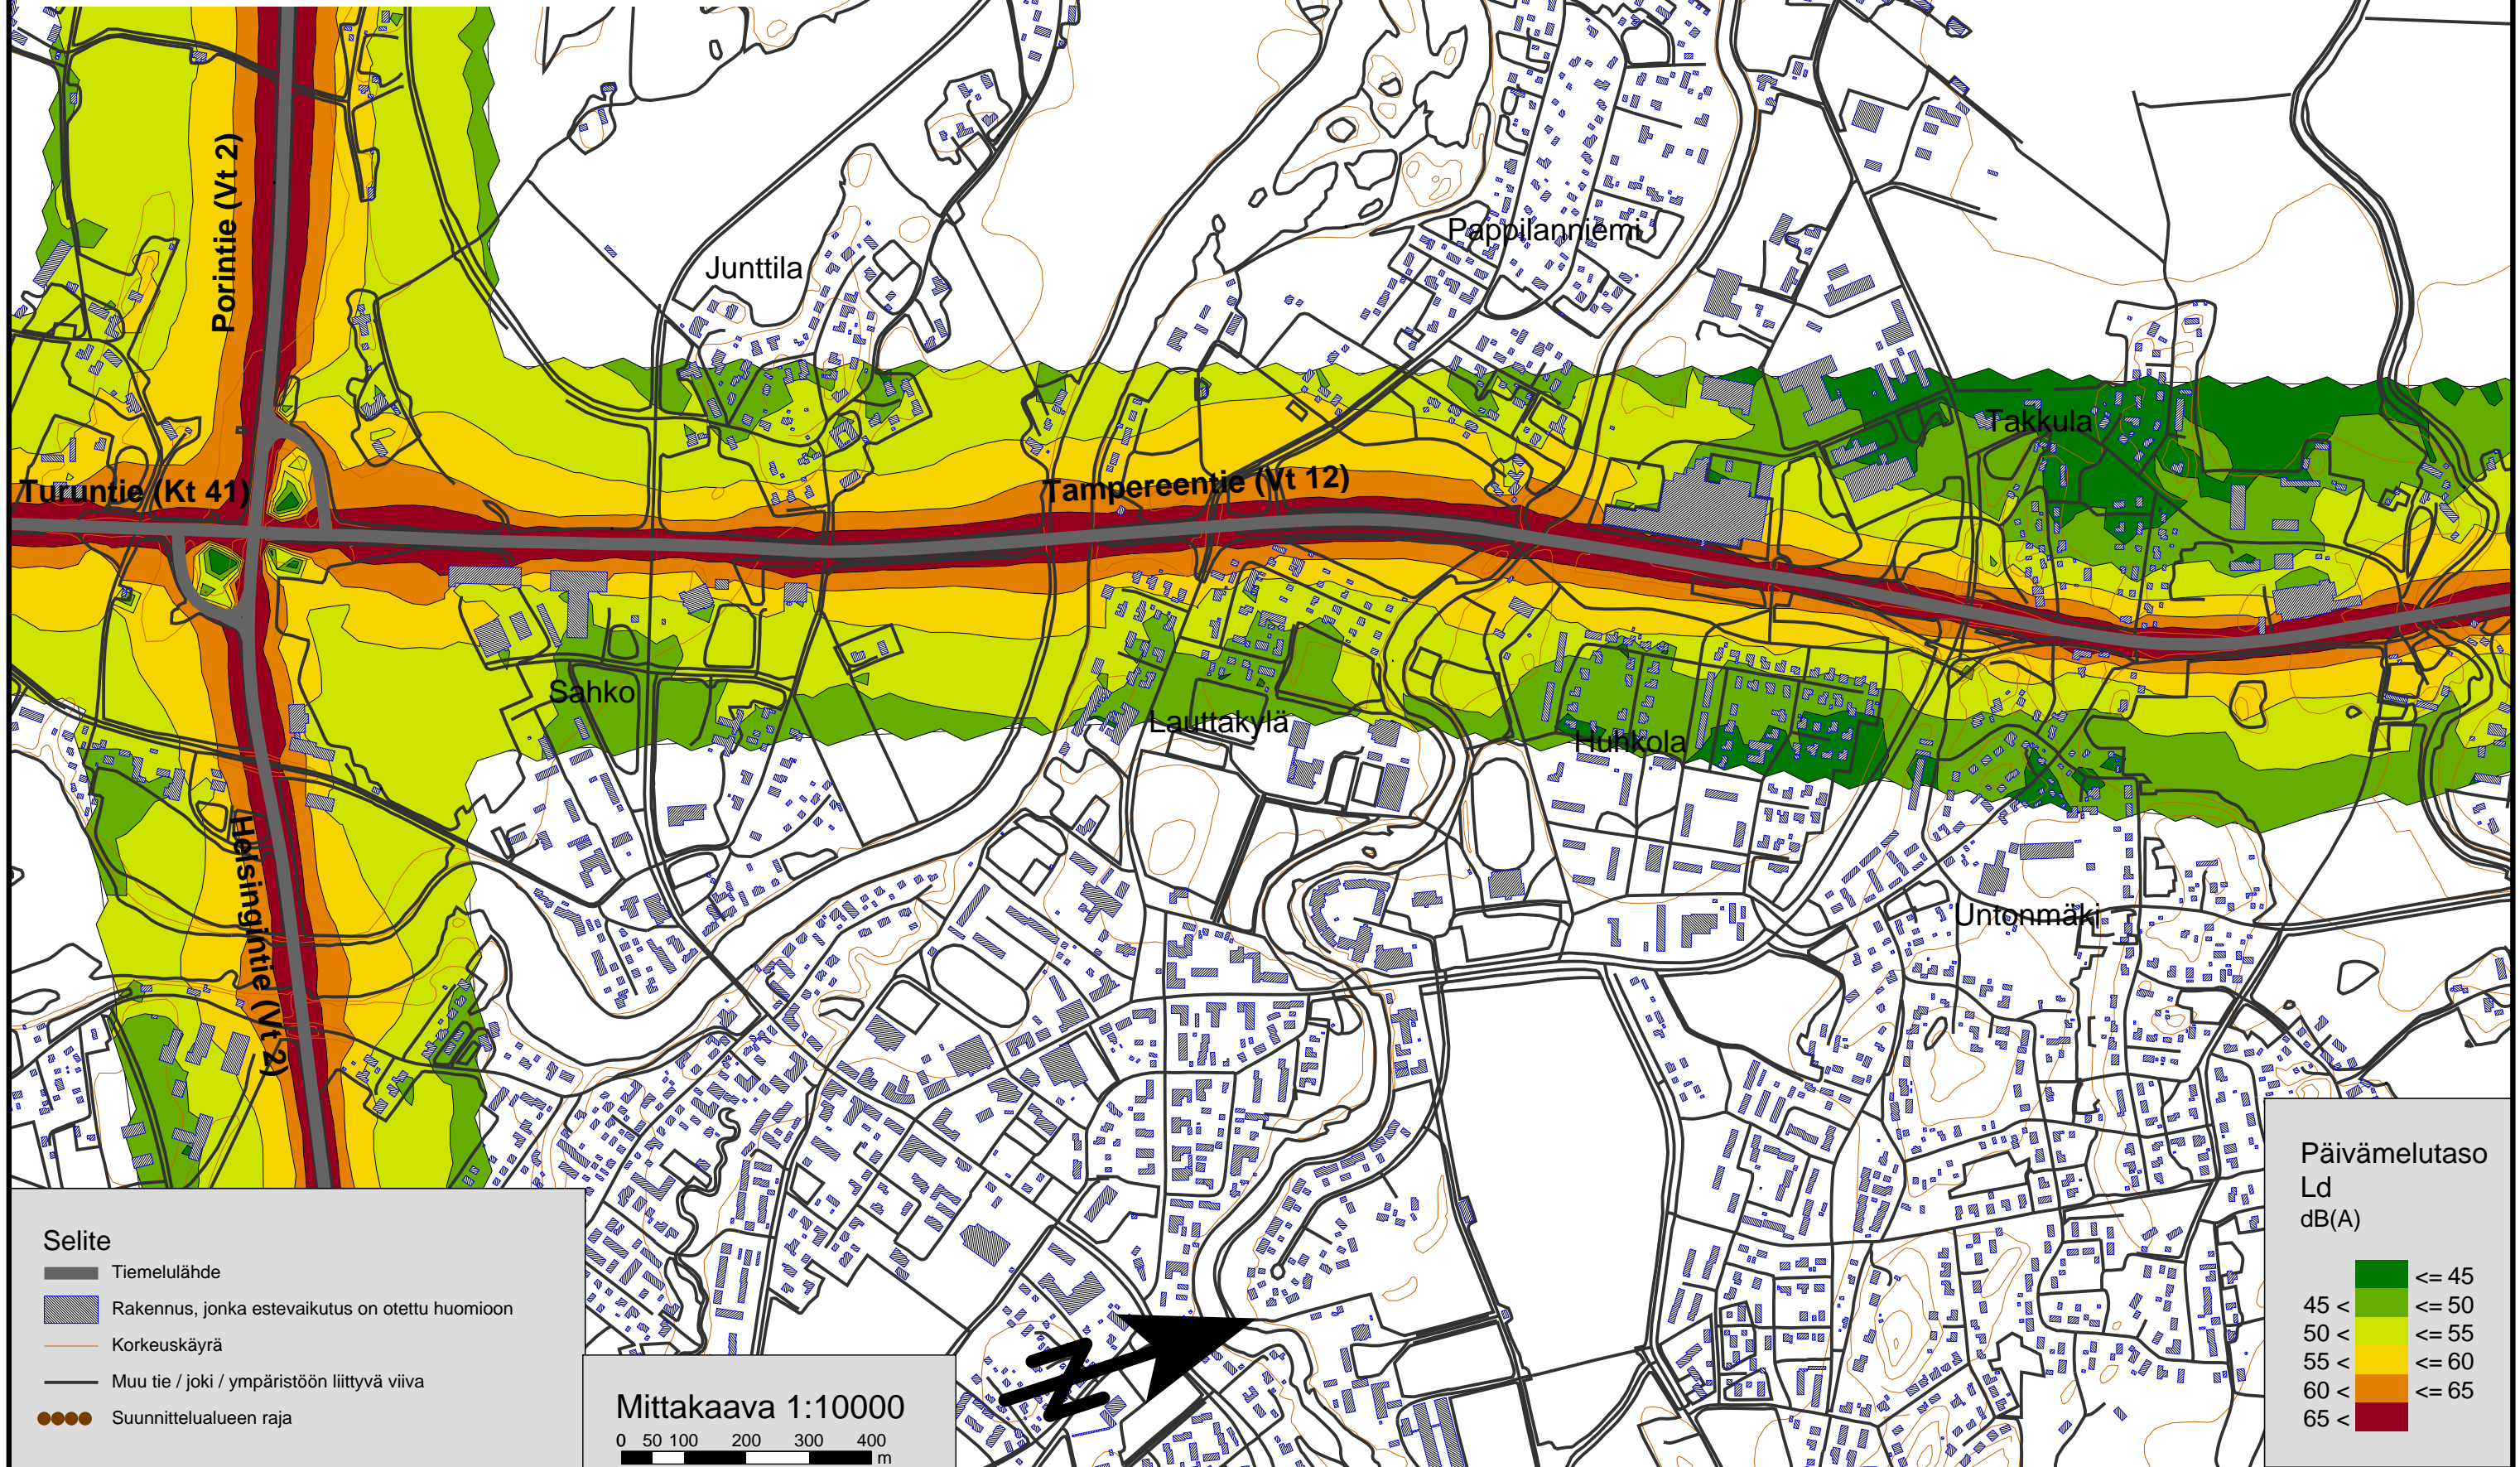 Porintie (Vt 2)
Junttila
Pappilanniemi
Takkula
Turuntie (Kt 41)
Tampereentie (Vt 12)
Sahko
Lauttakylä
Huhkola
Helsingintie (Vt 2)
Untonmäki
Selite
Tiemelulähde
Rakennus, jonka estevaikutus on otettu huomioon
Korkeuskäyrä
Muu tie / joki / ympäristöön liittyvä viiva
Suunnittelualueen raja
Mittakaava 1:10000
0 50 100 200 300 400
m
N
Päivämelutaso
Ld
dB(A)
<= 45
45 < <= 50
50 < <= 55
55 < <= 60
60 < <= 65
65 <